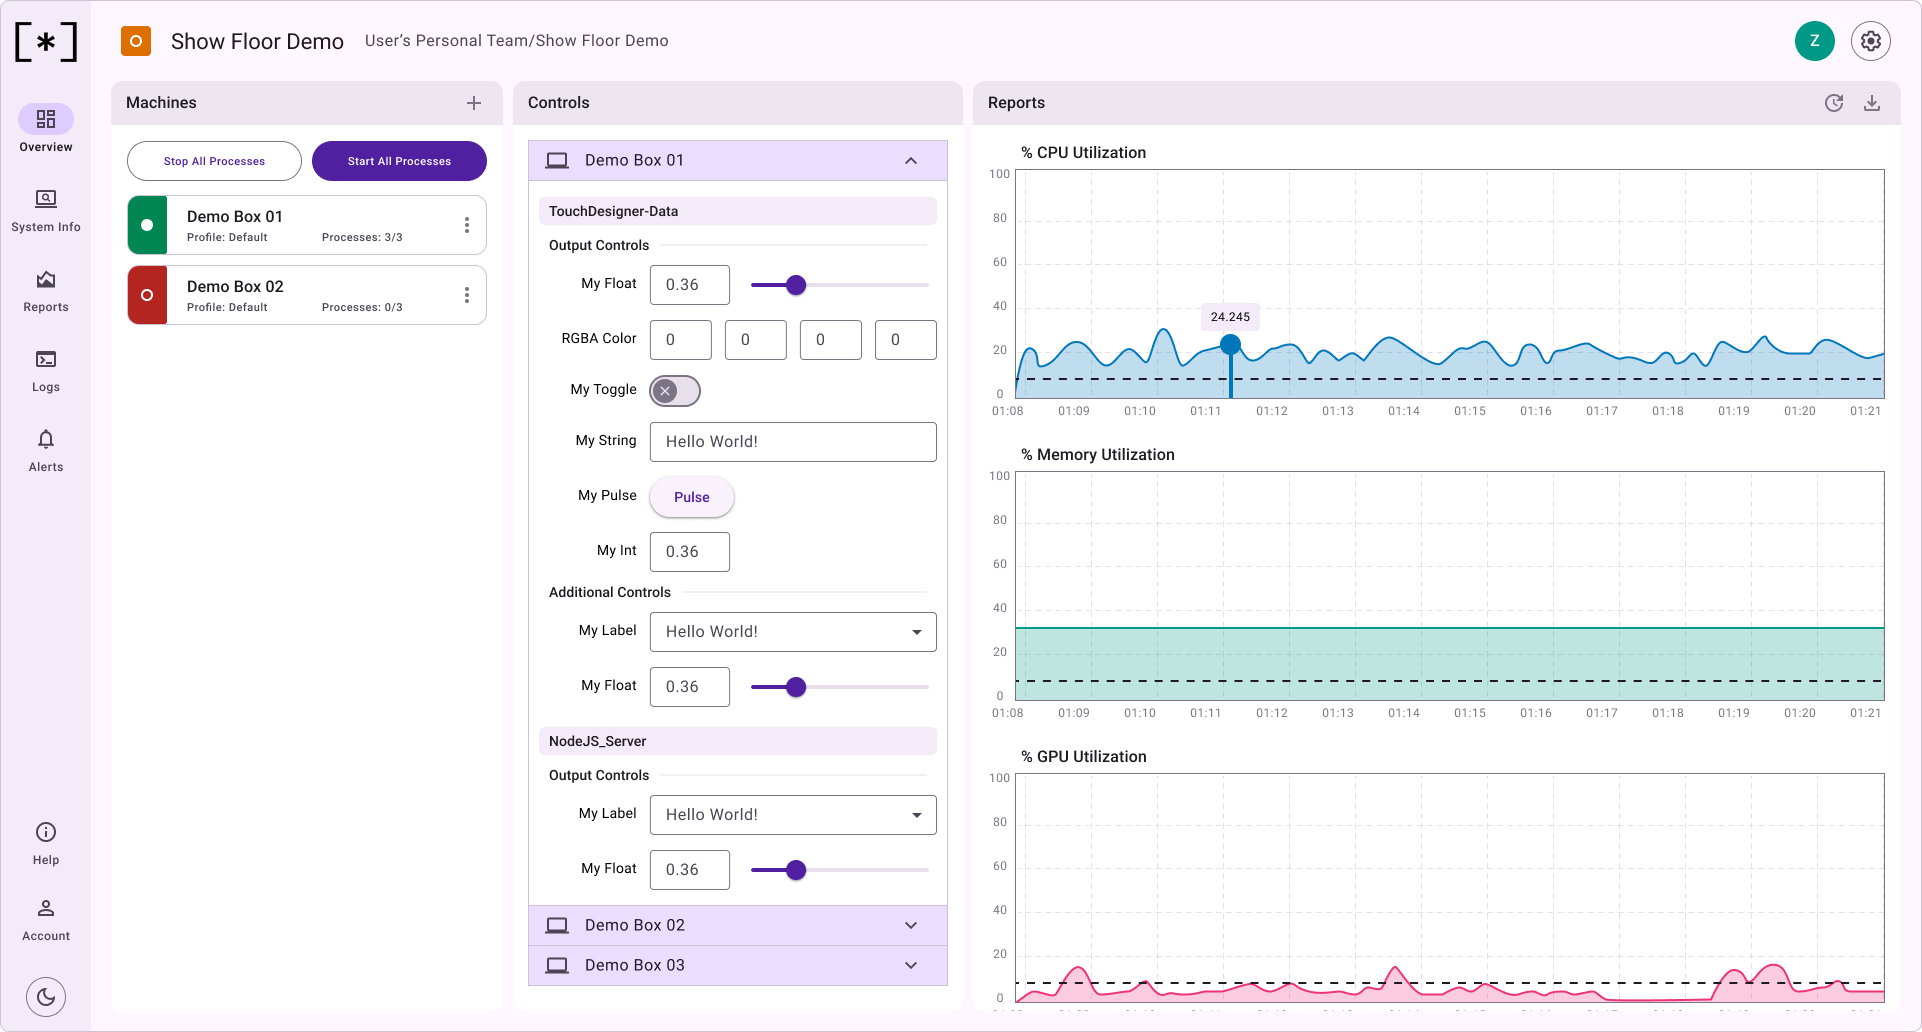 [*]
Show Floor Demo
User’s Personal Team/Show Floor Demo
Z
Overview
System Info
Reports
Logs
Alerts
Help
Account
Machines
Stop All Processes
Start All Processes
Demo Box 01
Profile: Default
Processes: 3/3
Demo Box 02
Profile: Default
Processes: 0/3
Controls
Demo Box 01
TouchDesigner-Data
Output Controls
My Float
0.36
RGBA Color
0
0
0
0
My Toggle
My String
Hello World!
My Pulse
Pulse
My Int
0.36
Additional Controls
My Label
Hello World!
My Float
0.36
NodeJS_Server
Output Controls
My Label
Hello World!
My Float
0.36
Demo Box 02
Demo Box 03
Reports
% CPU Utilization
100
80
60
40
20
0
24.245
01:08 01:09 01:10 01:11 01:12 01:13 01:14 01:15 01:16 01:17 01:18 01:19 01:20 01:21
% Memory Utilization
100
80
60
40
20
0
01:08 01:09 01:10 01:11 01:12 01:13 01:14 01:15 01:16 01:17 01:18 01:19 01:20 01:21
% GPU Utilization
100
80
60
40
20
0